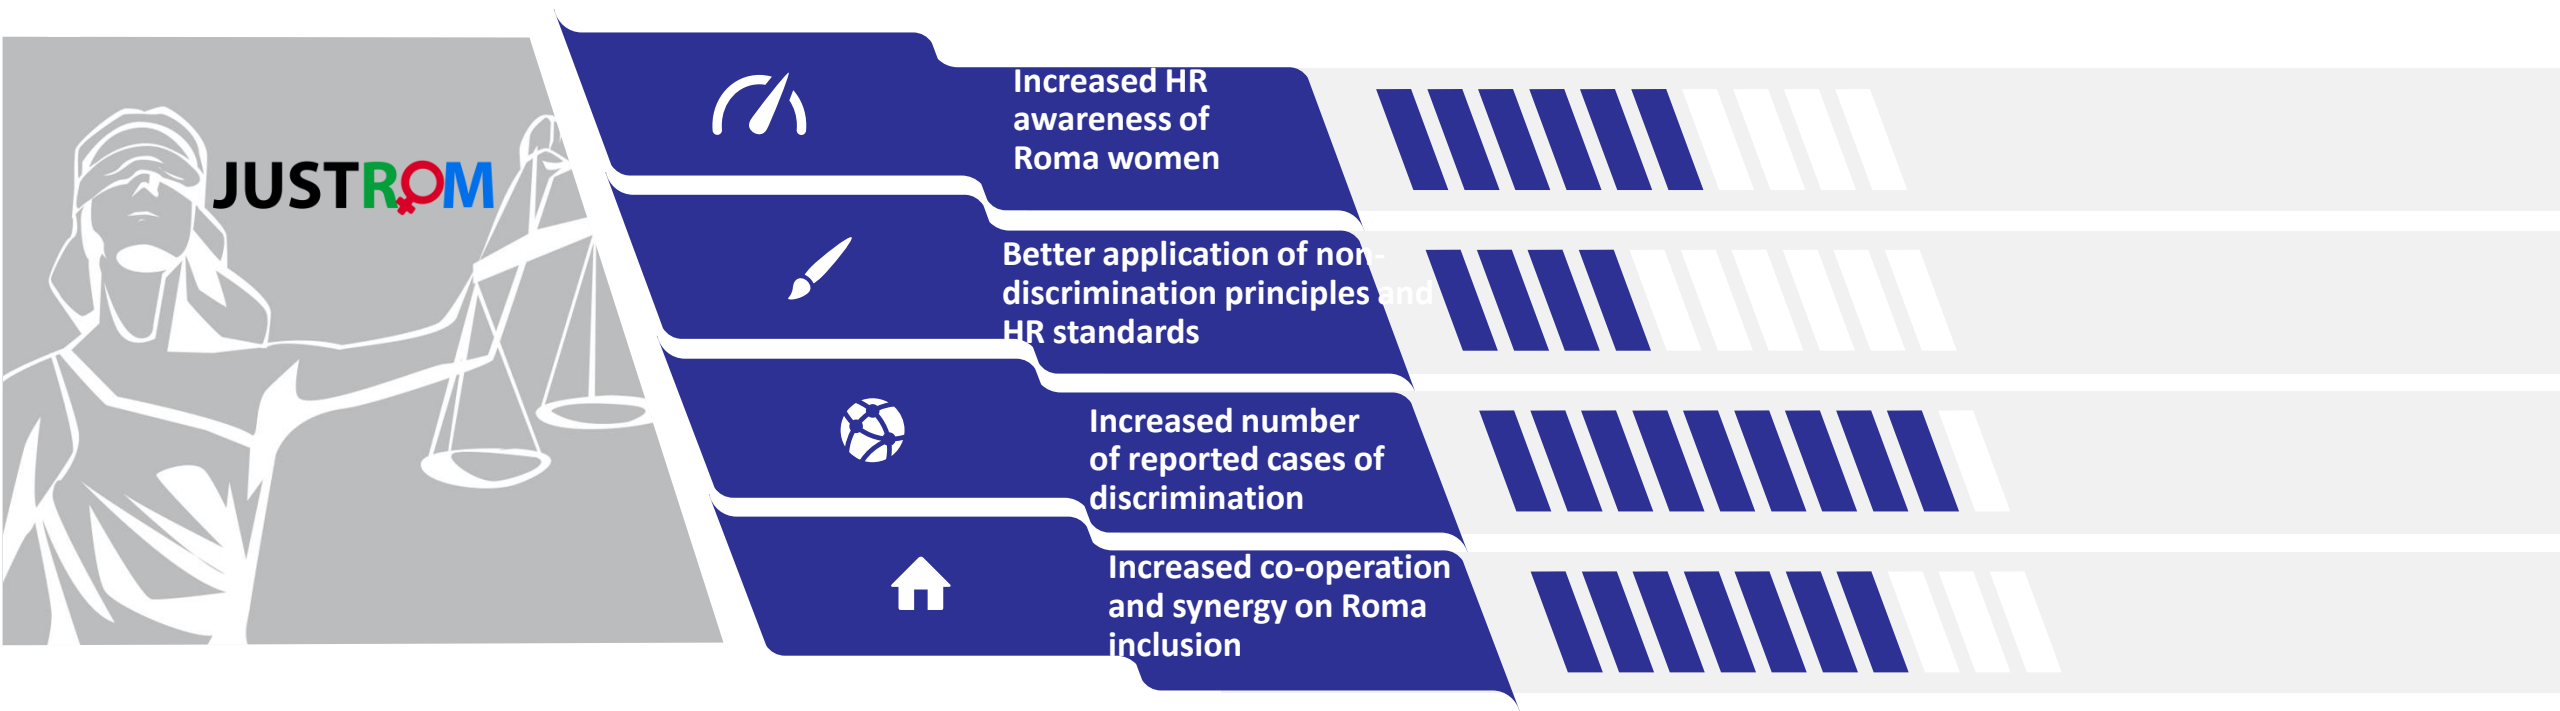 JUSTROM
Increased HR
awareness of
Roma women
Better application of non-
discrimination principles and
HR standards
Increased number
of reported cases of
discrimination
Increased co-operation
and synergy on Roma
inclusion